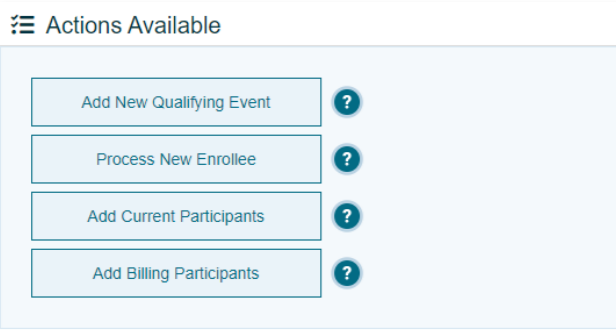 Actions Available
Add New Qualifying Event ?
Process New Enrollee ?
Add Current Participants ?
Add Billing Participants ?